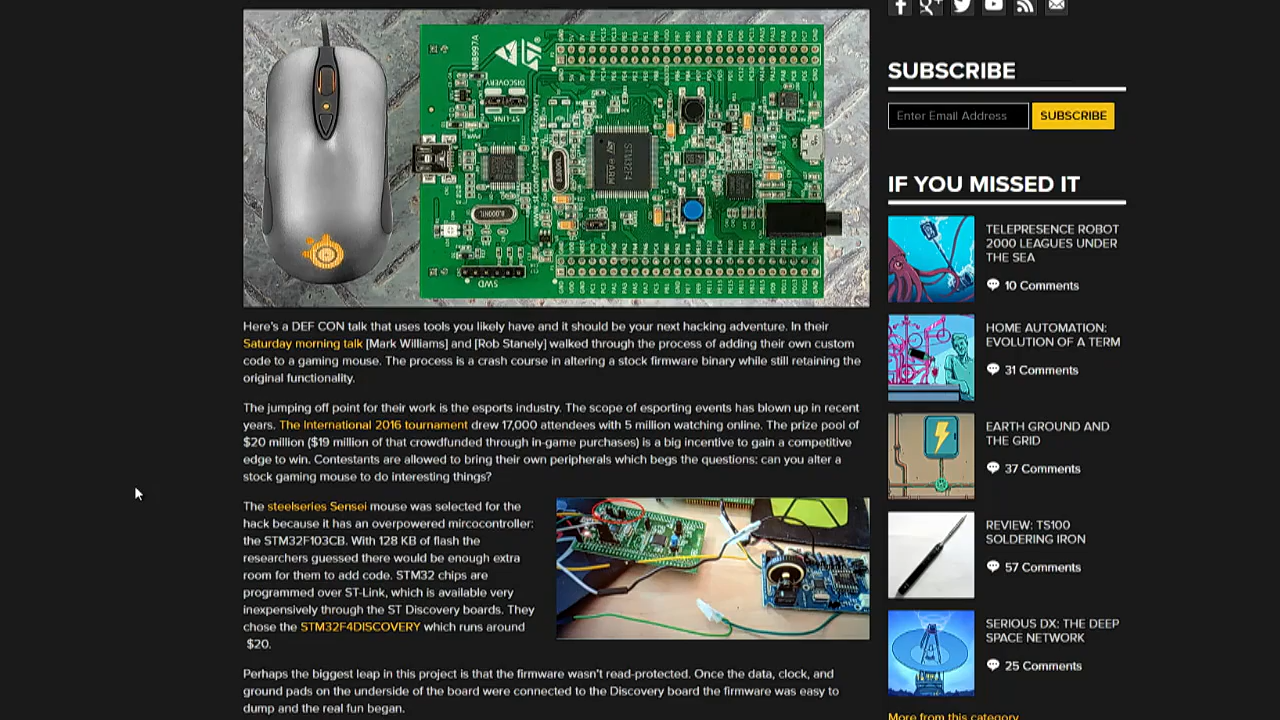 SUBSCRIBE
Enter Email Address
SUBSCRIBE
IF YOU MISSED IT
TELEPRESENCE ROBOT
2000 LEAGUES UNDER
THE SEA
10 Comments
HOME AUTOMATION:
EVOLUTION OF A TERM
31 Comments
EARTH GROUND AND
THE GRID
37 Comments
REVIEW: TS100
SOLDERING IRON
57 Comments
SERIOUS DX: THE DEEP
SPACE NETWORK
25 Comments
More from this category
MB997A
DISCOVERY
ST-LINK
STM32F4
SWD
Here's a DEF CON talk that uses tools you likely have and it should be your next hacking adventure. In their
Saturday morning talk [Mark Williams] and [Rob Stanely] walked through the process of adding their own custom
code to a gaming mouse. The process is a crash course in altering a stock firmware binary while still retaining the
original functionality.
The jumping off point for their work is the esports industry. The scope of esporting events has blown up in recent
years. The International 2016 tournament drew 17,000 attendees with 5 million watching online. The prize pool of
$20 million ($19 million of that crowdfunded through in-game purchases) is a big incentive to gain a competitive
edge to win. Contestants are allowed to bring their own peripherals which begs the questions: can you alter a
stock gaming mouse to do interesting things?
The steelseries Sensei mouse was selected for the
hack because it has an overpowered mircocontroller:
the STM32F103CB. With 128 KB of flash the
researchers guessed there would be enough extra
room for them to add code. STM32 chips are
programmed over ST-Link, which is available very
inexpensively through the ST Discovery boards. They
chose the STM32F4DISCOVERY which runs around
$20.
Perhaps the biggest leap in this project is that the firmware wasn't read-protected. Once the data, clock, and
ground pads on the underside of the board were connected to the Discovery board the firmware was easy to
dump and the real fun began.